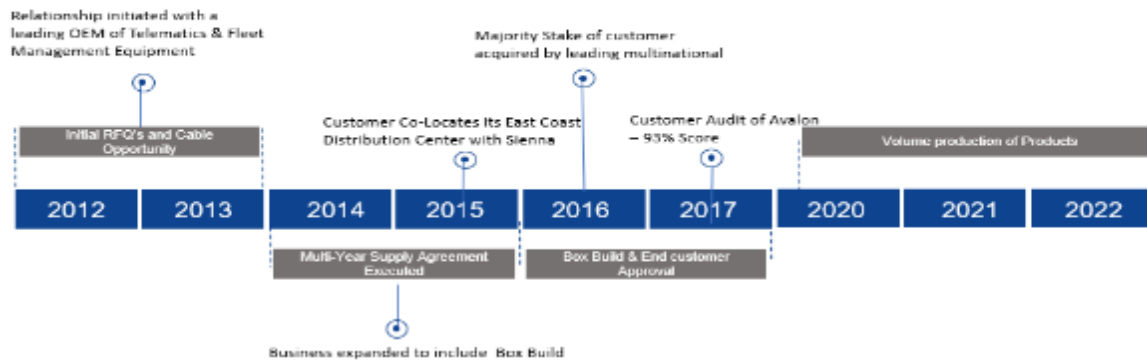 Relationship initiated with a
leading OEM of Telematics & Fleet
Management Equipment
Majority Stake of customer
acquired by leading multinational
Initial RFQ's and Cable
Opportunity
Customer Co-Locates Its East Coast
Distribution Center with Sienna
Customer Audit of Avalon
– 93% Score
Volume production of Products
2012 2013 2014 2015 2016 2017 2020 2021 2022
Multi-Year Supply Agreement
Executed
Box Build & End customer
Approval
Business expanded to include Box Build